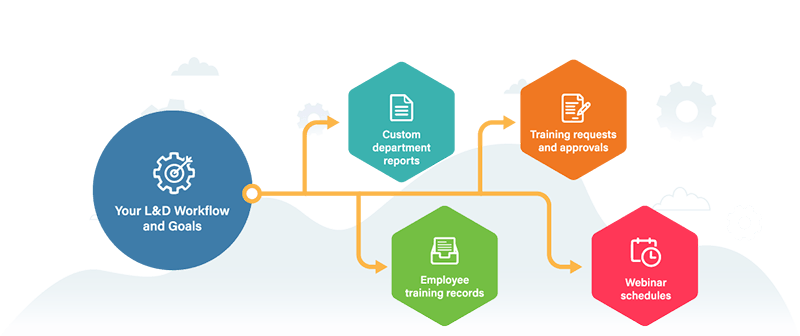 Your L&D Workflow
and Goals
Custom
department
reports
Training requests
and approvals
Employee
training records
Webinar
schedules